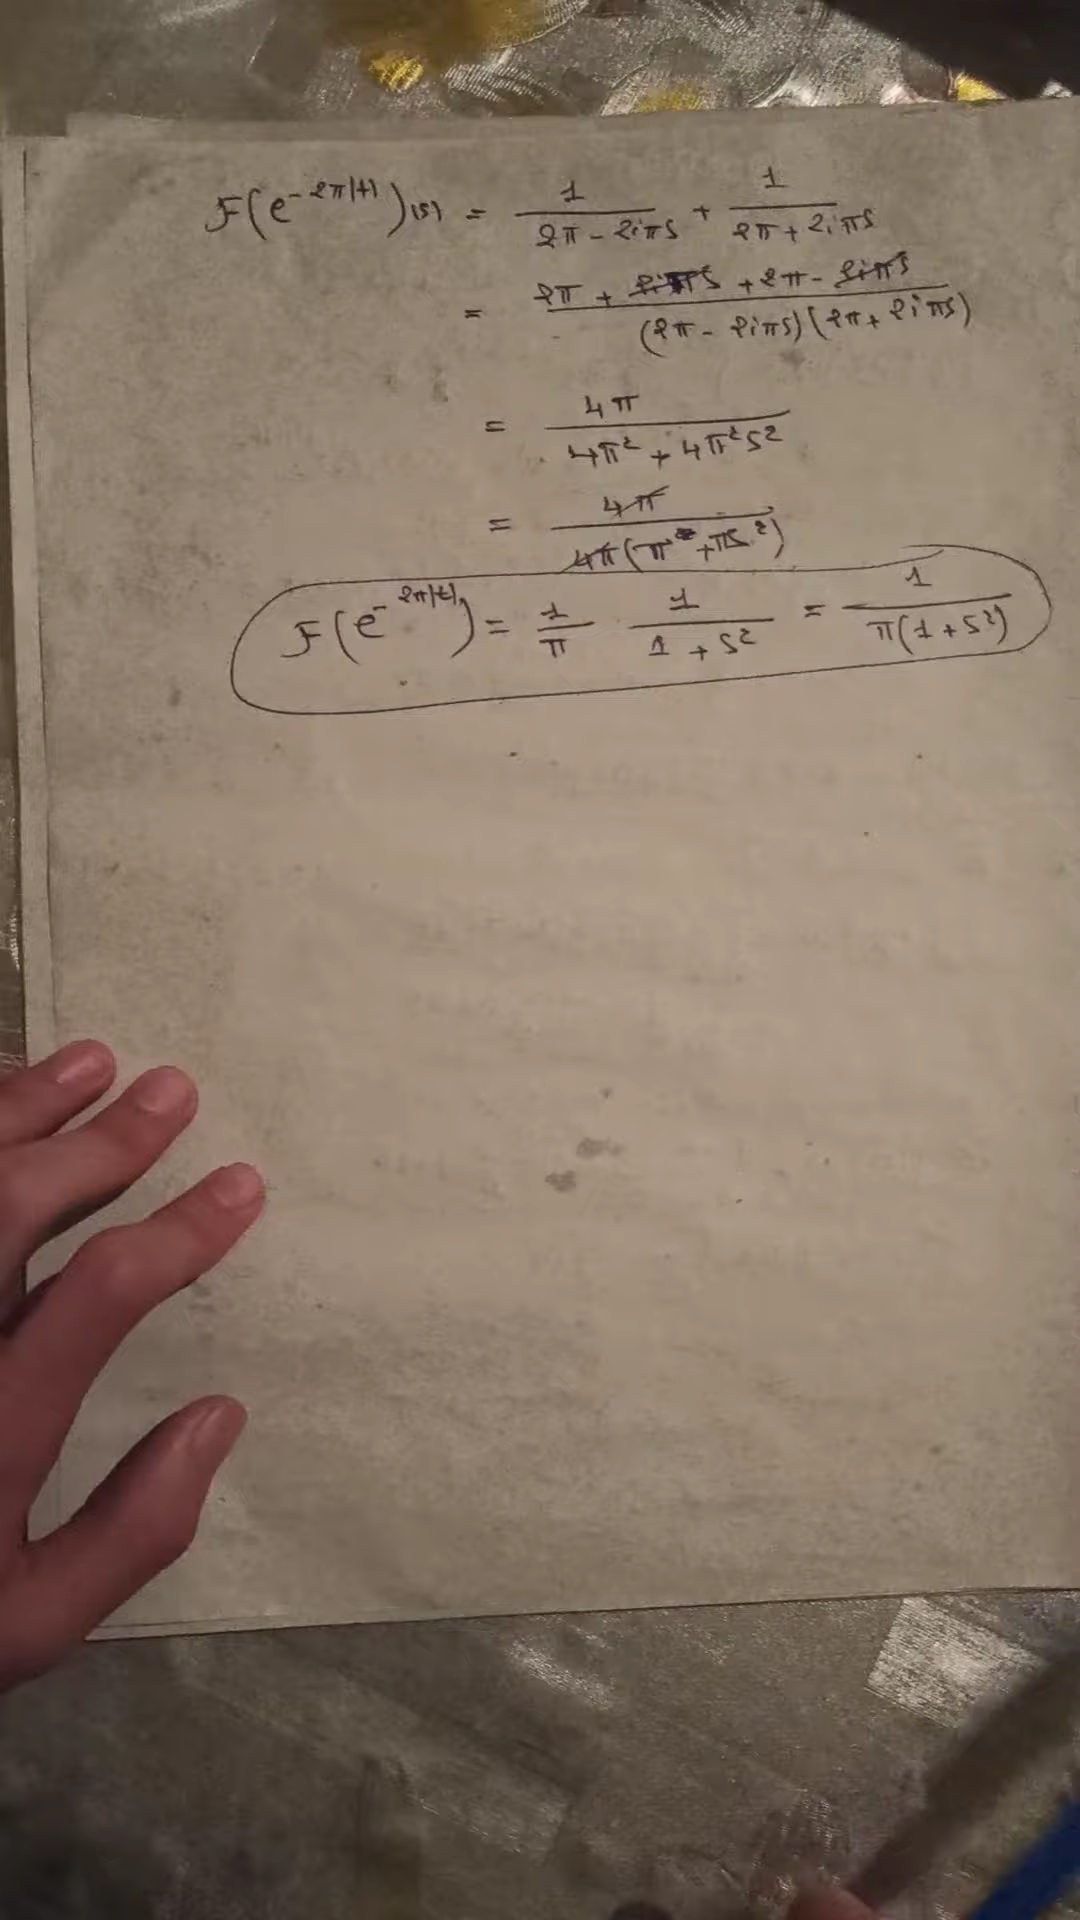 F(e^{-2π|t|})(s) = 1/(2π - 2iπs) + 1/(2π + 2iπs)
= (2π + 2iπs + 2π - 2iπs)/((2π - 2iπs)(2π + 2iπs))
= 4π/(4π² + 4π²s²)
= 4π/(4π(π + πs²))
F(e^{-2π|t|}) = 1/π 1/(1 + s²) = 1/(π(1 + s²))